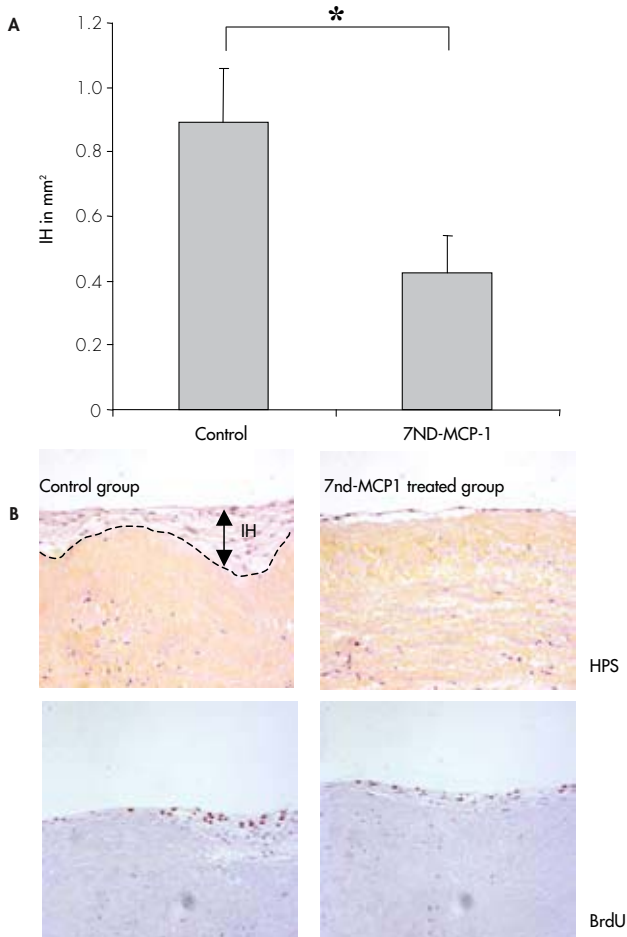 A
*
1.2
1.0
0.8
0.6
0.4
0.2
0
IH in mm²
Control
7ND-MCP-1
B
Control group
7nd-MCP1 treated group
IH
HPS
BrdU